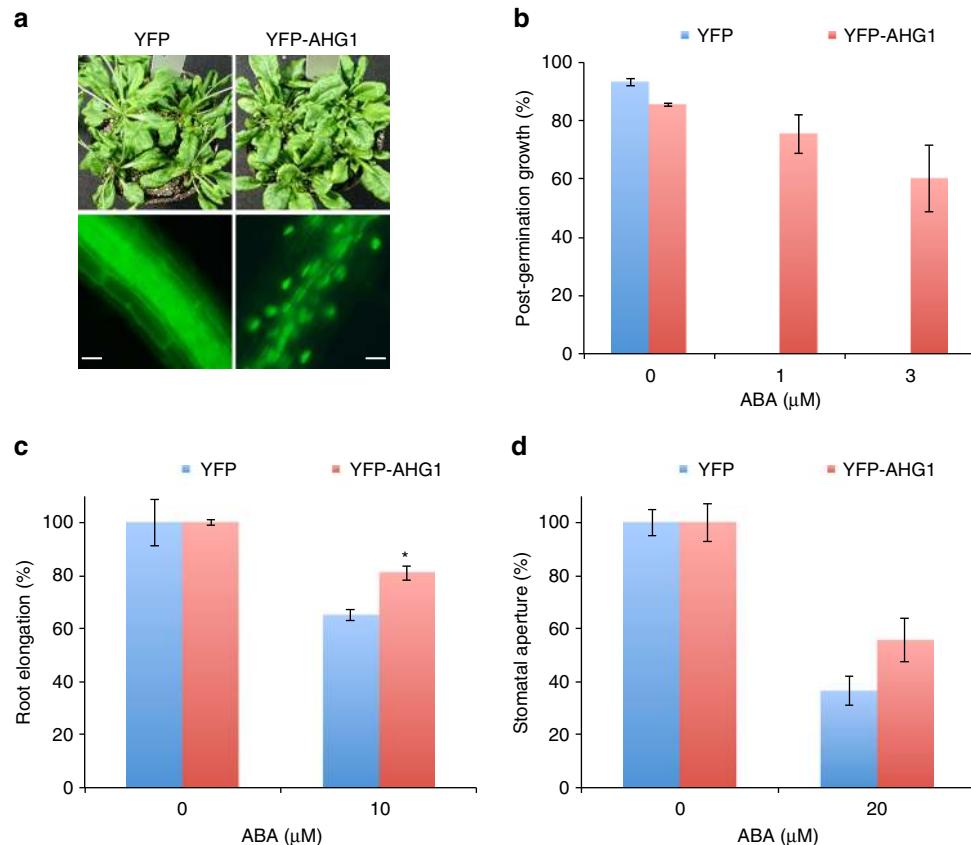 a
YFP YFP-AHG1
b
YFP YFP-AHG1
Post-germination growth (%)
100
80
60
40
20
0
0 1 3
ABA (μM)
c
YFP YFP-AHG1
Root elongation (%)
100
80
60
40
20
0
*
0 10
ABA (μM)
d
YFP YFP-AHG1
Stomatal aperture (%)
100
80
60
40
20
0
0 20
ABA (μM)